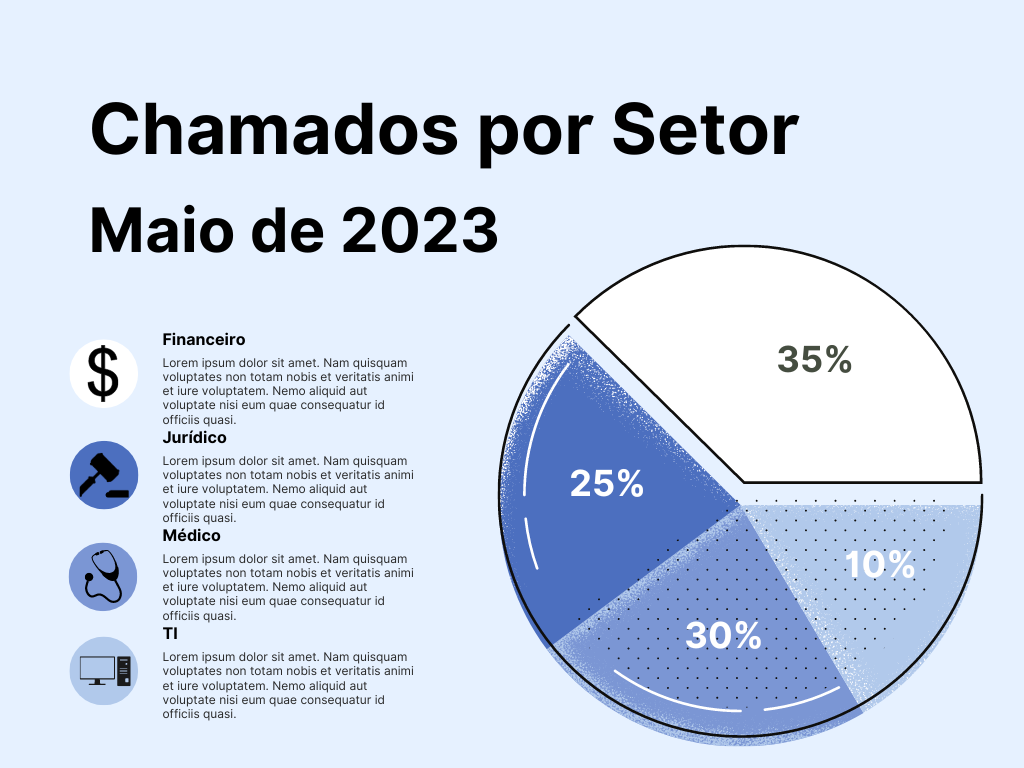 Chamados por Setor
Maio de 2023
Financeiro
Lorem ipsum dolor sit amet. Nam quisquam
voluptates non totam nobis et veritatis animi
et iure voluptatem. Nemo aliquid aut
voluptate nisi eum quae consequatur id
officiis quasi.
Jurídico
Lorem ipsum dolor sit amet. Nam quisquam
voluptates non totam nobis et veritatis animi
et iure voluptatem. Nemo aliquid aut
voluptate nisi eum quae consequatur id
officiis quasi.
Médico
Lorem ipsum dolor sit amet. Nam quisquam
voluptates non totam nobis et veritatis animi
et iure voluptatem. Nemo aliquid aut
voluptate nisi eum quae consequatur id
officiis quasi.
TI
Lorem ipsum dolor sit amet. Nam quisquam
voluptates non totam nobis et veritatis animi
et iure voluptatem. Nemo aliquid aut
voluptate nisi eum quae consequatur id
officiis quasi.
$
35%
25%
10%
30%